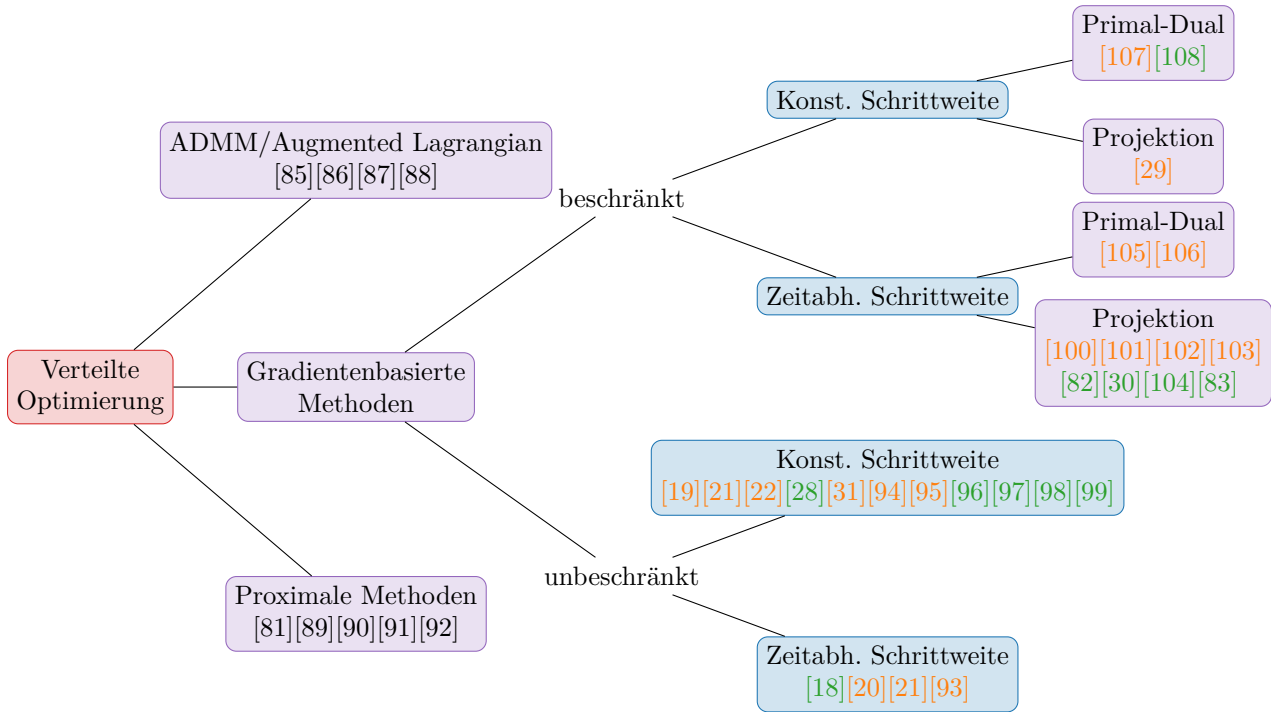 Primal-Dual
[107][108]
Konst. Schrittweite
ADMM/Augmented Lagrangian
[85][86][87][88]
Projektion
[29]
beschränkt
Primal-Dual
[105][106]
Zeitabh. Schrittweite
Projektion
[100][101][102][103]
[82][30][104][83]
Verteilte
Optimierung
Gradientenbasierte
Methoden
Konst. Schrittweite
[19][21][22][28][31][94][95][96][97][98][99]
unbeschränkt
Proximale Methoden
[81][89][90][91][92]
Zeitabh. Schrittweite
[18][20][21][93]